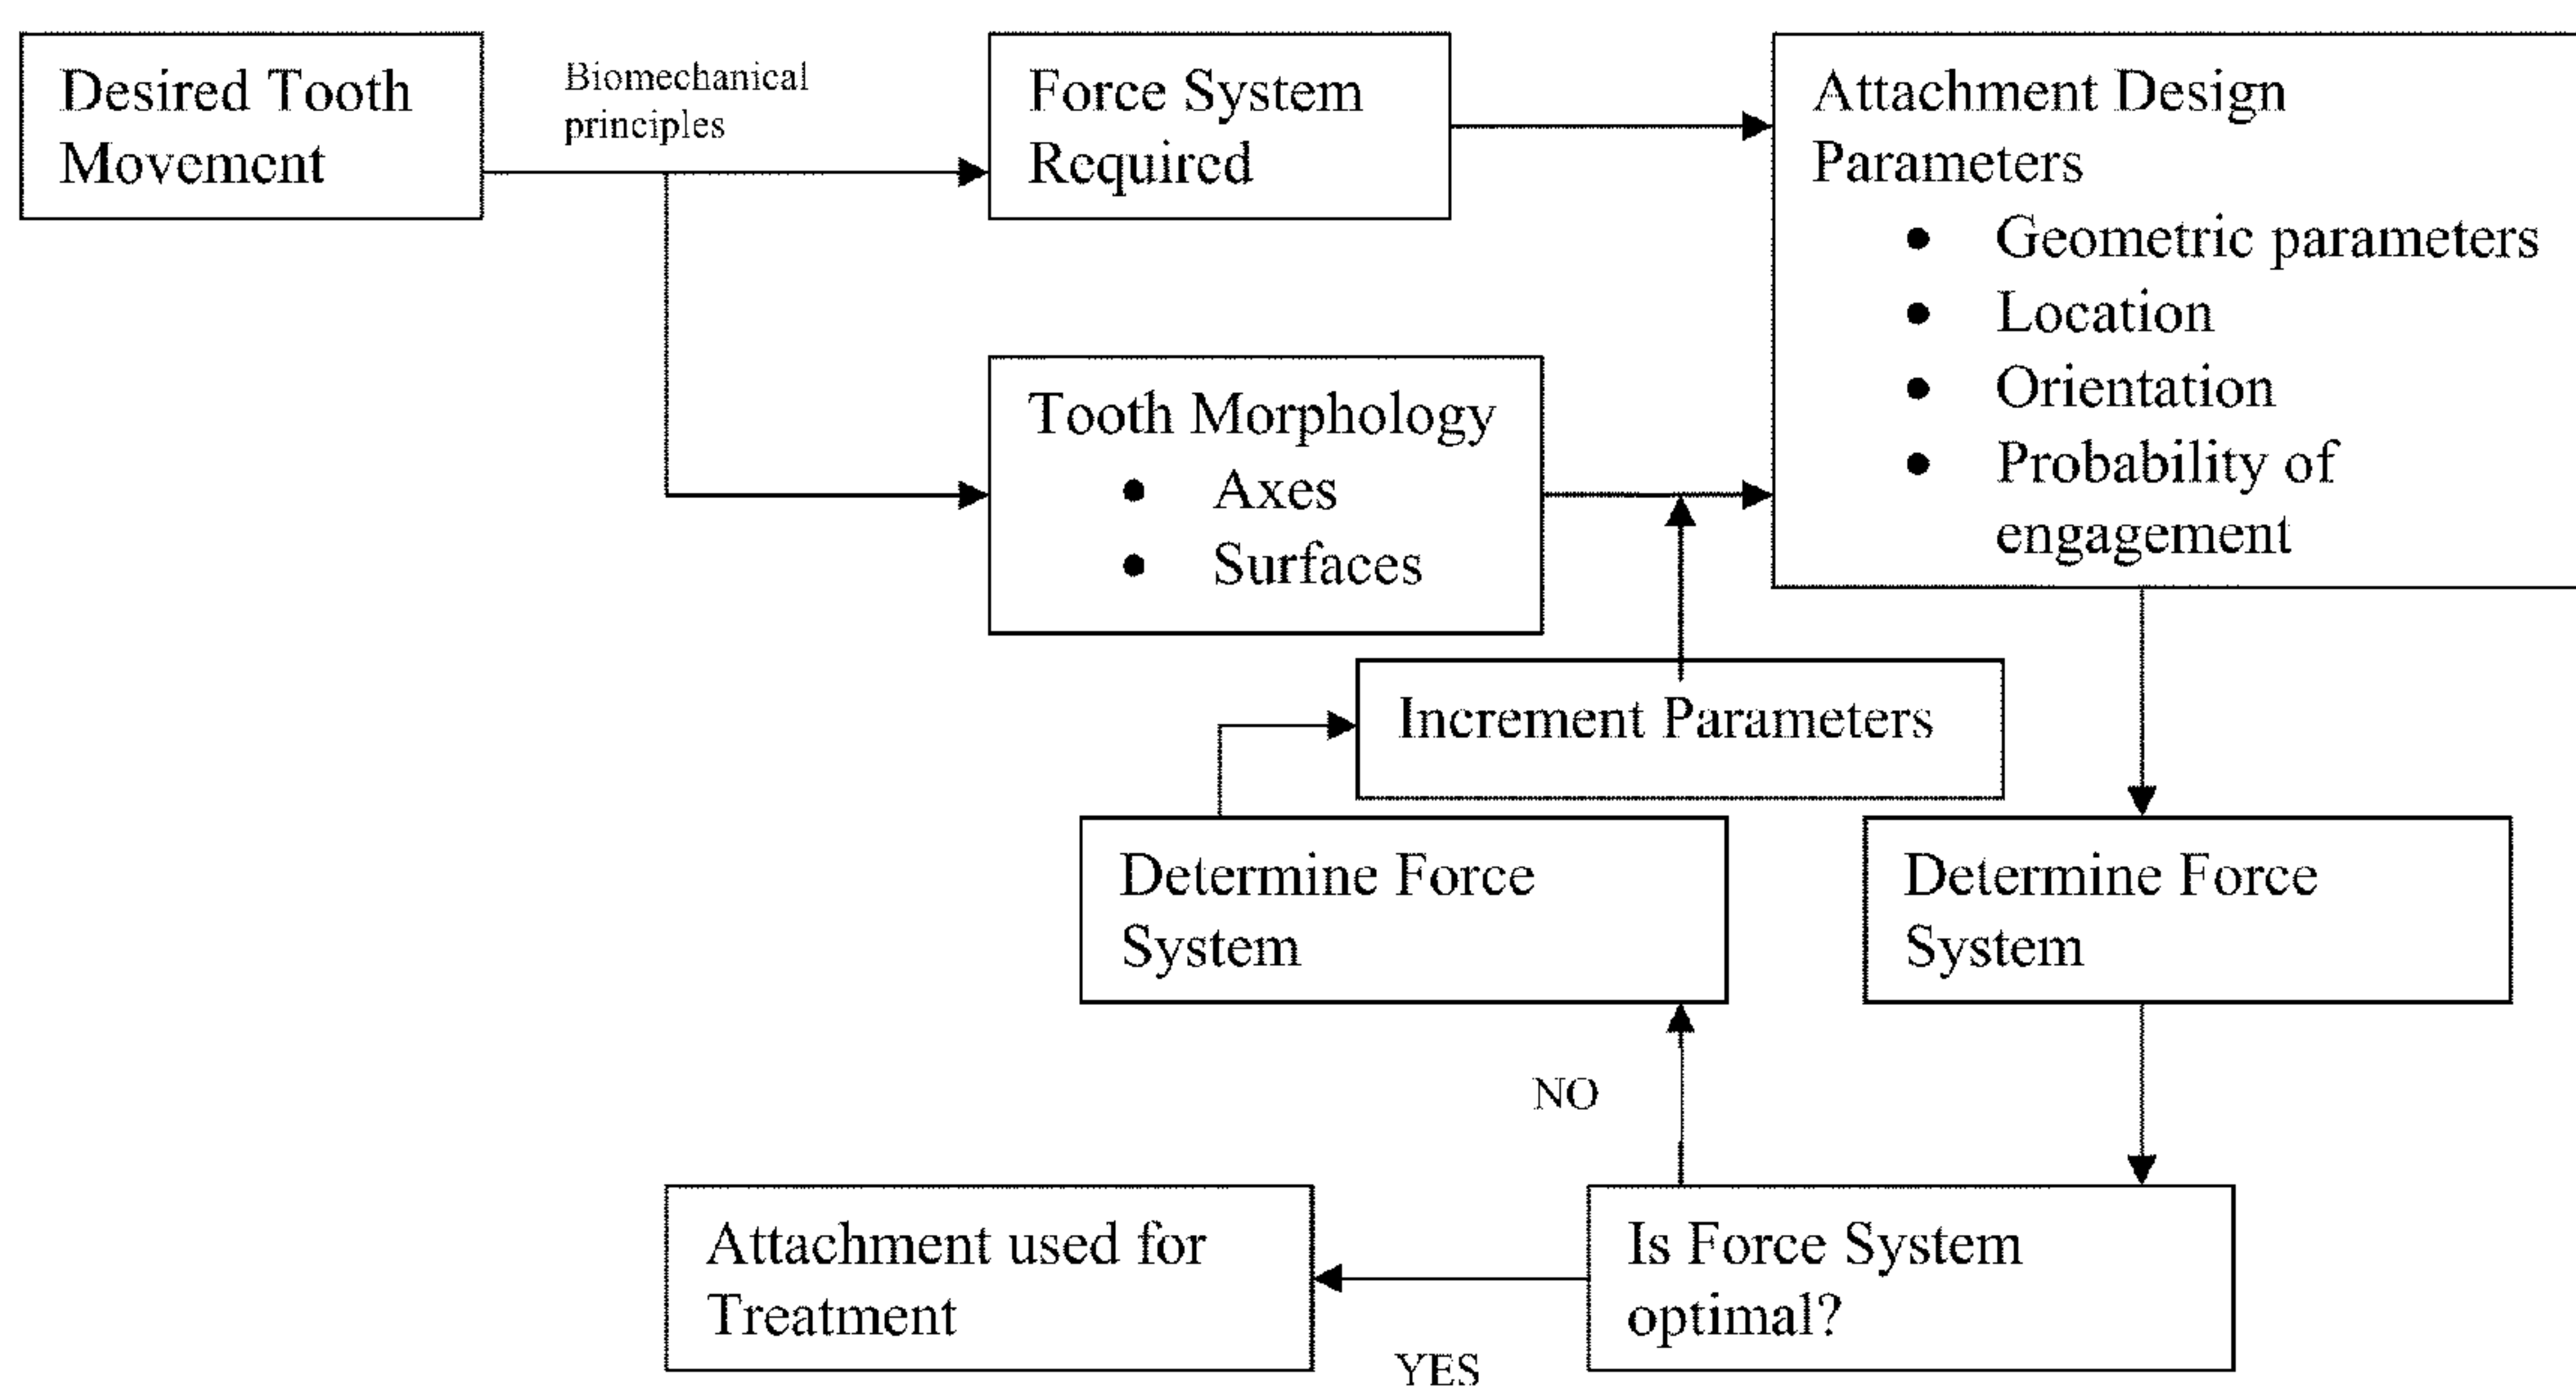 Desired Tooth
Movement
Biomechanical
principles
Force System
Required
Attachment Design
Parameters
• Geometric parameters
• Location
• Orientation
• Probability of
engagement
Tooth Morphology
• Axes
• Surfaces
Increment Parameters
Determine Force
System
Determine Force
System
NO
Attachment used for
Treatment
YES
Is Force System
optimal?